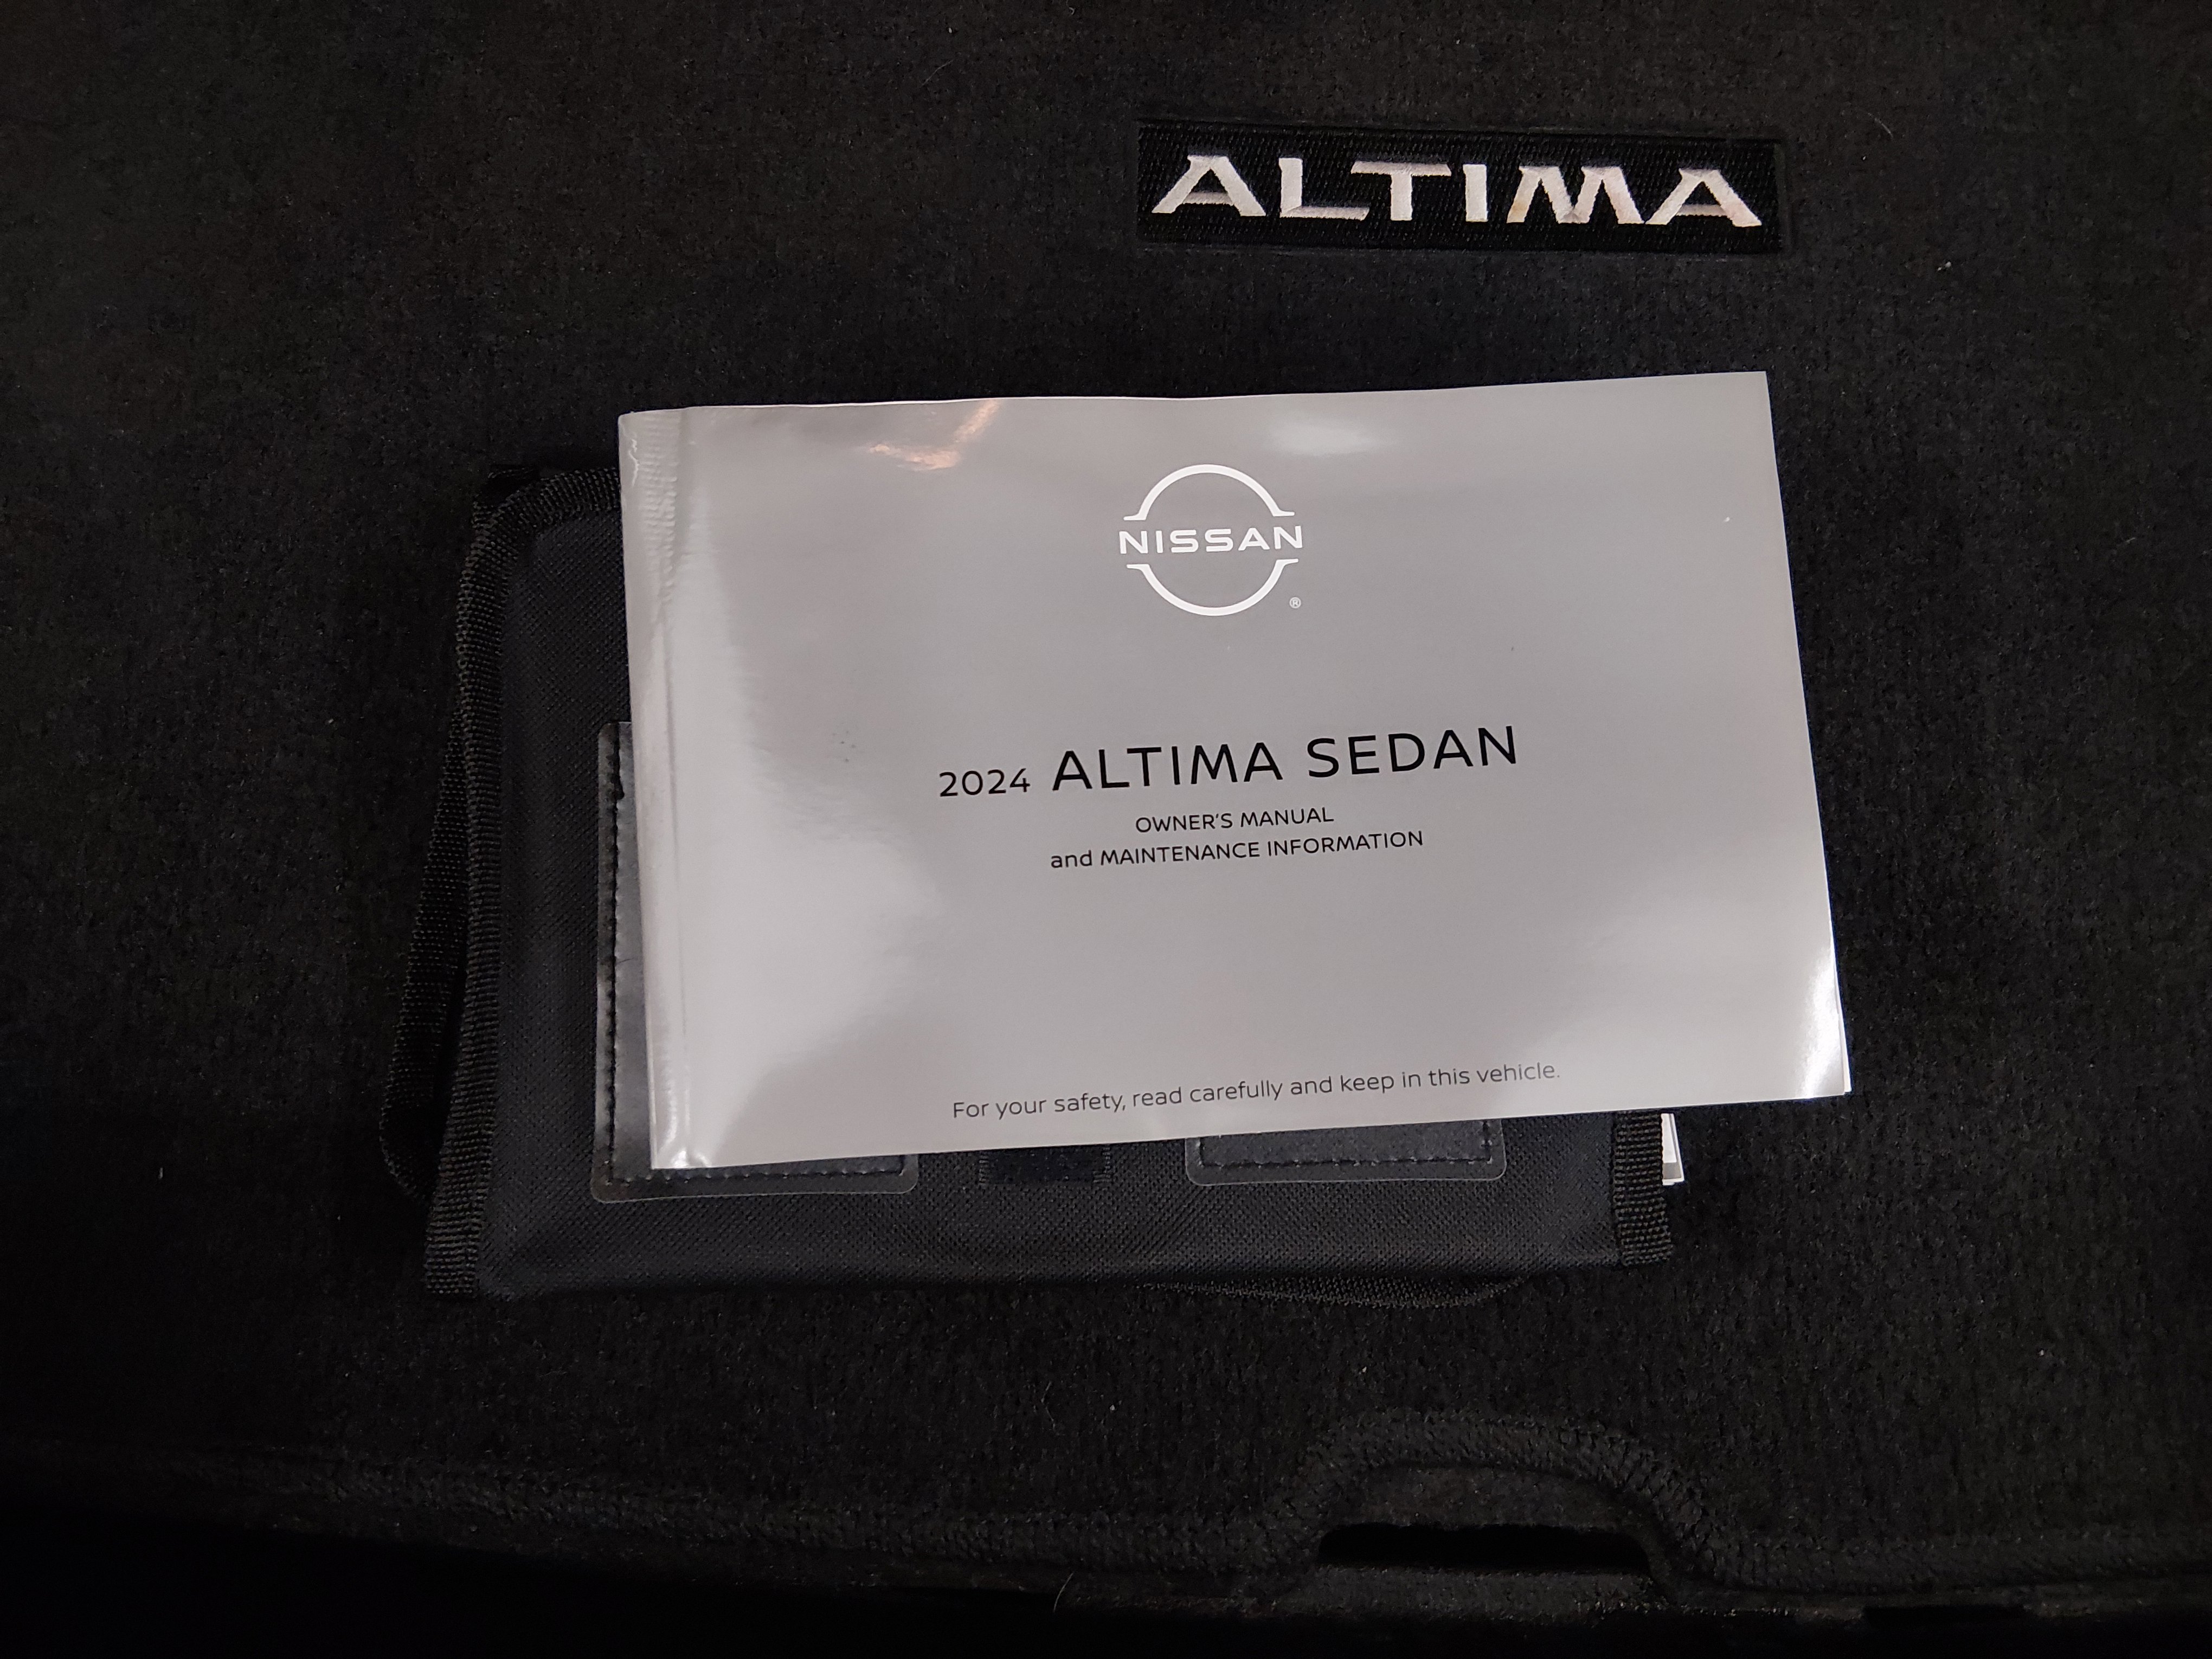 ALTIMA
NISSAN
®
2024 ALTIMA SEDAN
OWNER'S MANUAL
and MAINTENANCE INFORMATION
For your safety, read carefully and keep in this vehicle.